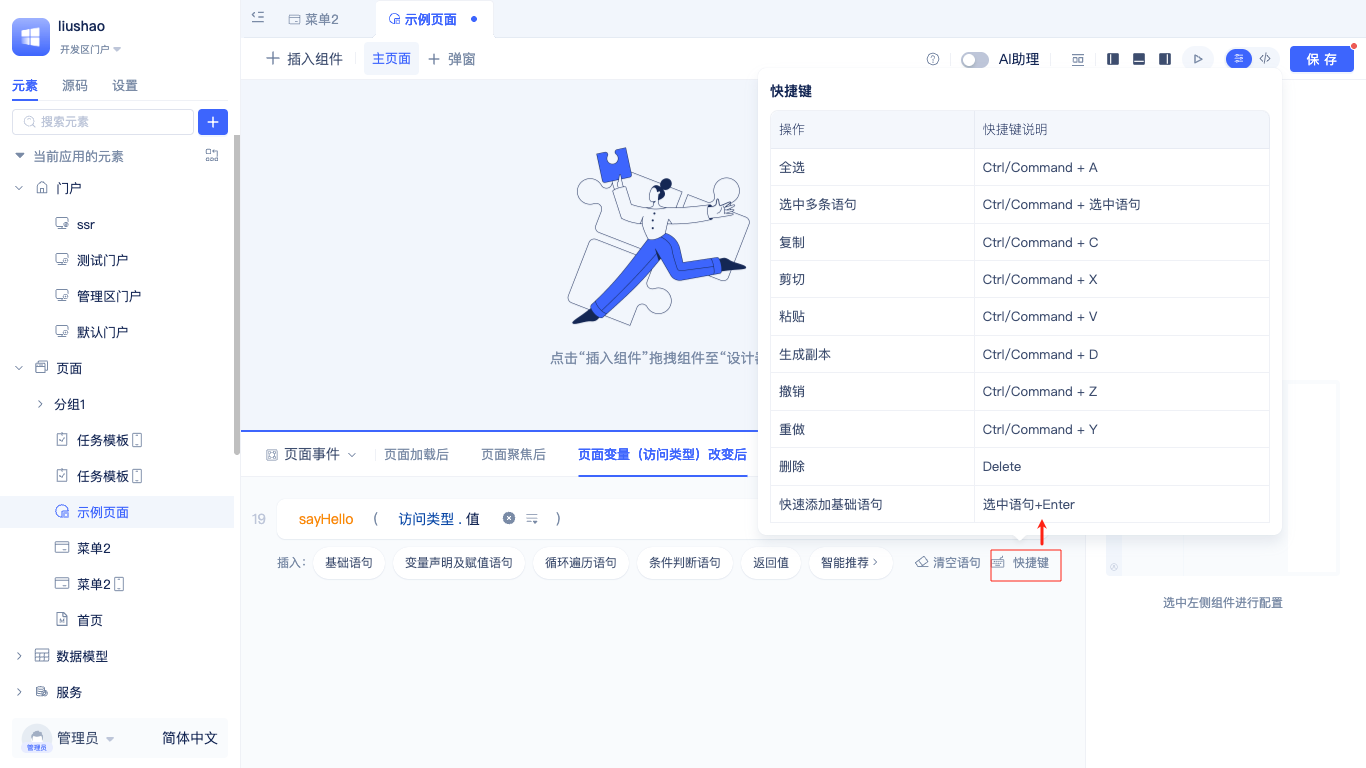 liushao
开发区门户
元素 源码 设置
搜索元素
当前应用的元素
门户
ssr
测试门户
管理区门户
默认门户
页面
分组1
任务模板
任务模板
示例页面
菜单2
菜单2
首页
数据模型
服务
管理员
管理员 简体中文
菜单2 示例页面
插入组件 主页面 弹窗
AI助理
保存
点击“插入组件”拖拽组件至“设计
快捷键
操作 快捷键说明
全选 Ctrl/Command + A
选中多条语句 Ctrl/Command + 选中语句
复制 Ctrl/Command + C
剪切 Ctrl/Command + X
粘贴 Ctrl/Command + V
生成副本 Ctrl/Command + D
撤销 Ctrl/Command + Z
重做 Ctrl/Command + Y
删除 Delete
快速添加基础语句 选中语句+Enter
页面事件 页面加载后 页面聚焦后 页面变量（访问类型）改变后
19 sayHello ( 访问类型 . 值 )
插入： 基础语句 变量声明及赋值语句 循环遍历语句 条件判断语句 返回值 智能推荐 清空语句 快捷键
选中左侧组件进行配置